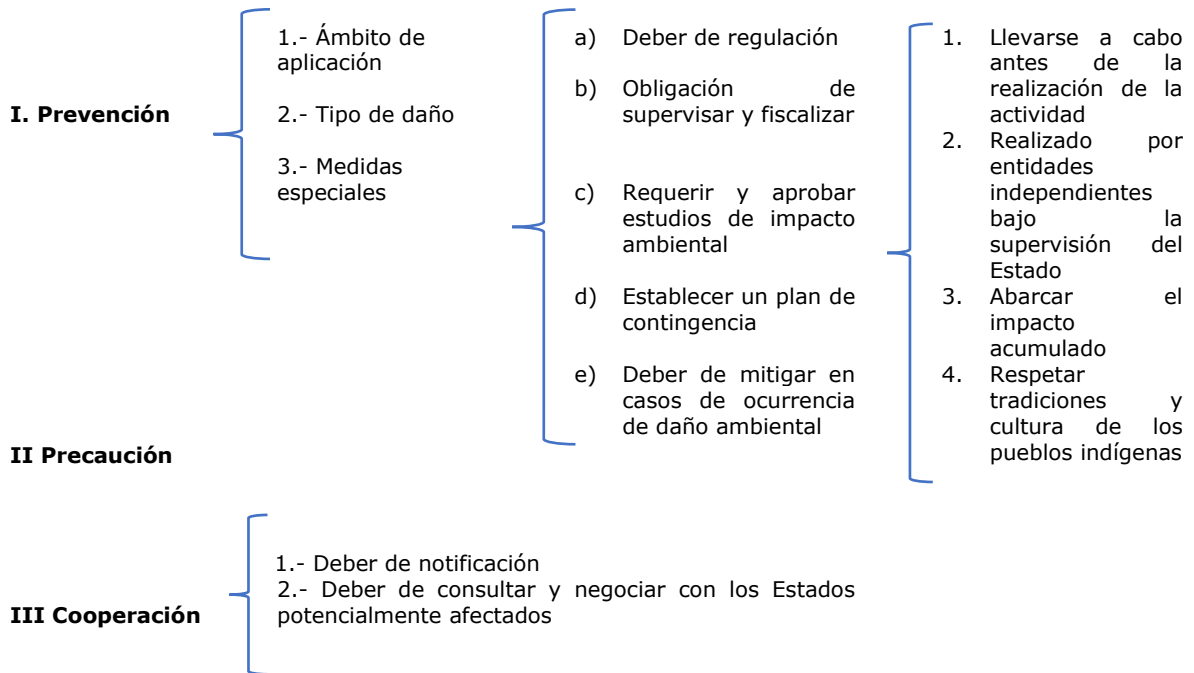 I. Prevención
1.- Ámbito de
aplicación
2.- Tipo de daño
3.- Medidas
especiales
a) Deber de regulación
b) Obligación de
supervisar y fiscalizar
c) Requerir y aprobar
estudios de impacto
ambiental
d) Establecer un plan de
contingencia
e) Deber de mitigar en
casos de ocurrencia
de daño ambiental
1. Llevarse a cabo
antes de la
realización de la
actividad
2. Realizado por
entidades
independientes
bajo la
supervisión del
Estado
3. Abarcar el
impacto
acumulado
4. Respetar
tradiciones y
cultura de los
pueblos indígenas
II Precaución
III Cooperación
1.- Deber de notificación
2.- Deber de consultar y negociar con los Estados
potencialmente afectados